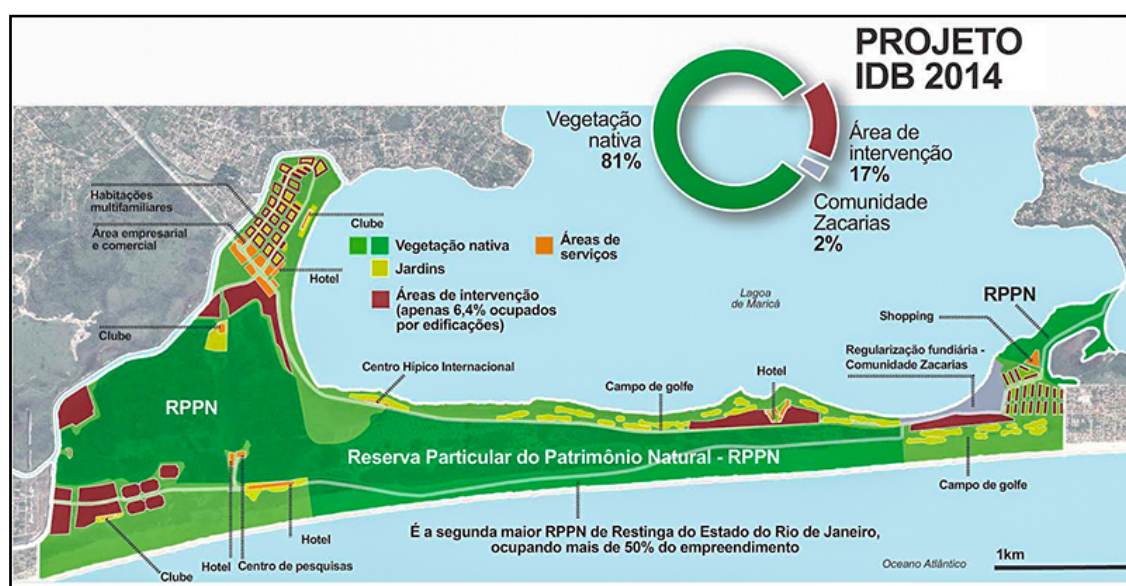 PROJETO
IDB 2014
Vegetação
nativa
81%
Área de
intervenção
17%
Comunidade
Zacarias
2%
Habitações
multifamiliares
Área empresarial
e comercial
Clube
Hotel
Clube
Vegetação nativa
Jardins
Áreas de intervenção
(apenas 6,4% ocupados
por edificações)
Áreas de
serviços
Lagoa
de Maricá
RPPN
Shopping
Regularização fundiária -
Comunidade Zacarias
Centro Hípico Internacional
Campo de golfe
Hotel
RPPN
Reserva Particular do Patrimônio Natural - RPPN
Campo de golfe
É a segunda maior RPPN de Restinga do Estado do Rio de Janeiro,
ocupando mais de 50% do empreendimento
Hotel
Hotel
Centro de pesquisas
Clube
Oceano Atlântico
1km